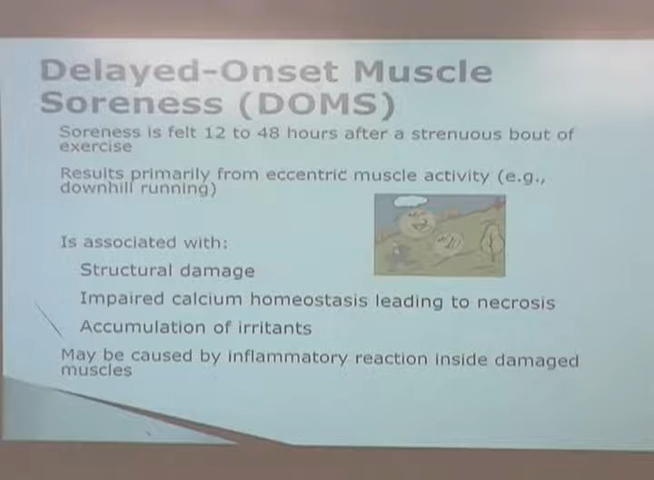 Delayed-Onset Muscle
Soreness (DOMS)
Soreness is felt 12 to 48 hours after a strenuous bout of
exercise
Results primarily from eccentric muscle activity (e.g.,
downhill running)
Is associated with:
Structural damage
Impaired calcium homeostasis leading to necrosis
Accumulation of irritants
May be caused by inflammatory reaction inside damaged
muscles